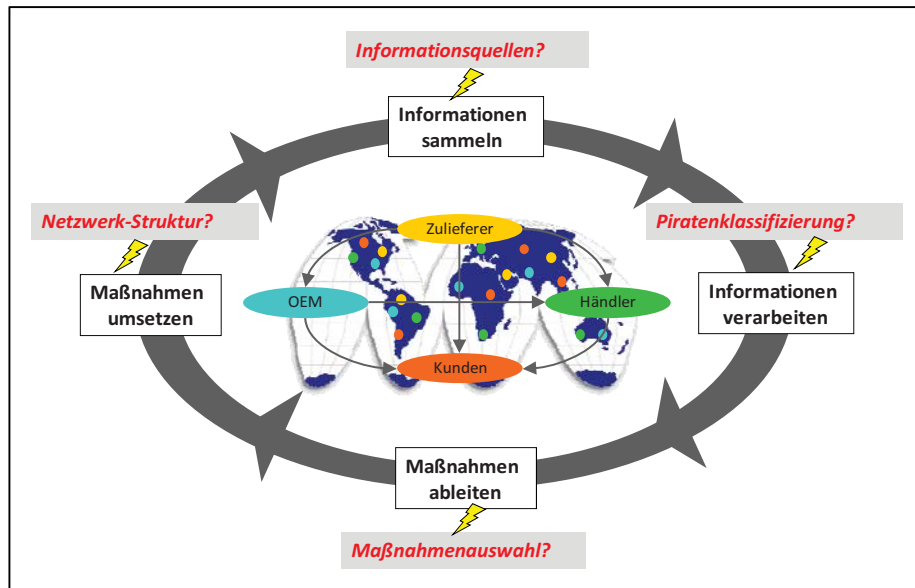 Informationsquellen?
Informationen
sammeln
Netzwerk-Struktur?
Piratenklassifizierung?
Zulieferer
Maßnahmen
umsetzen
OEM
Händler
Informationen
verarbeiten
Kunden
Maßnahmen
ableiten
Maßnahmenauswahl?